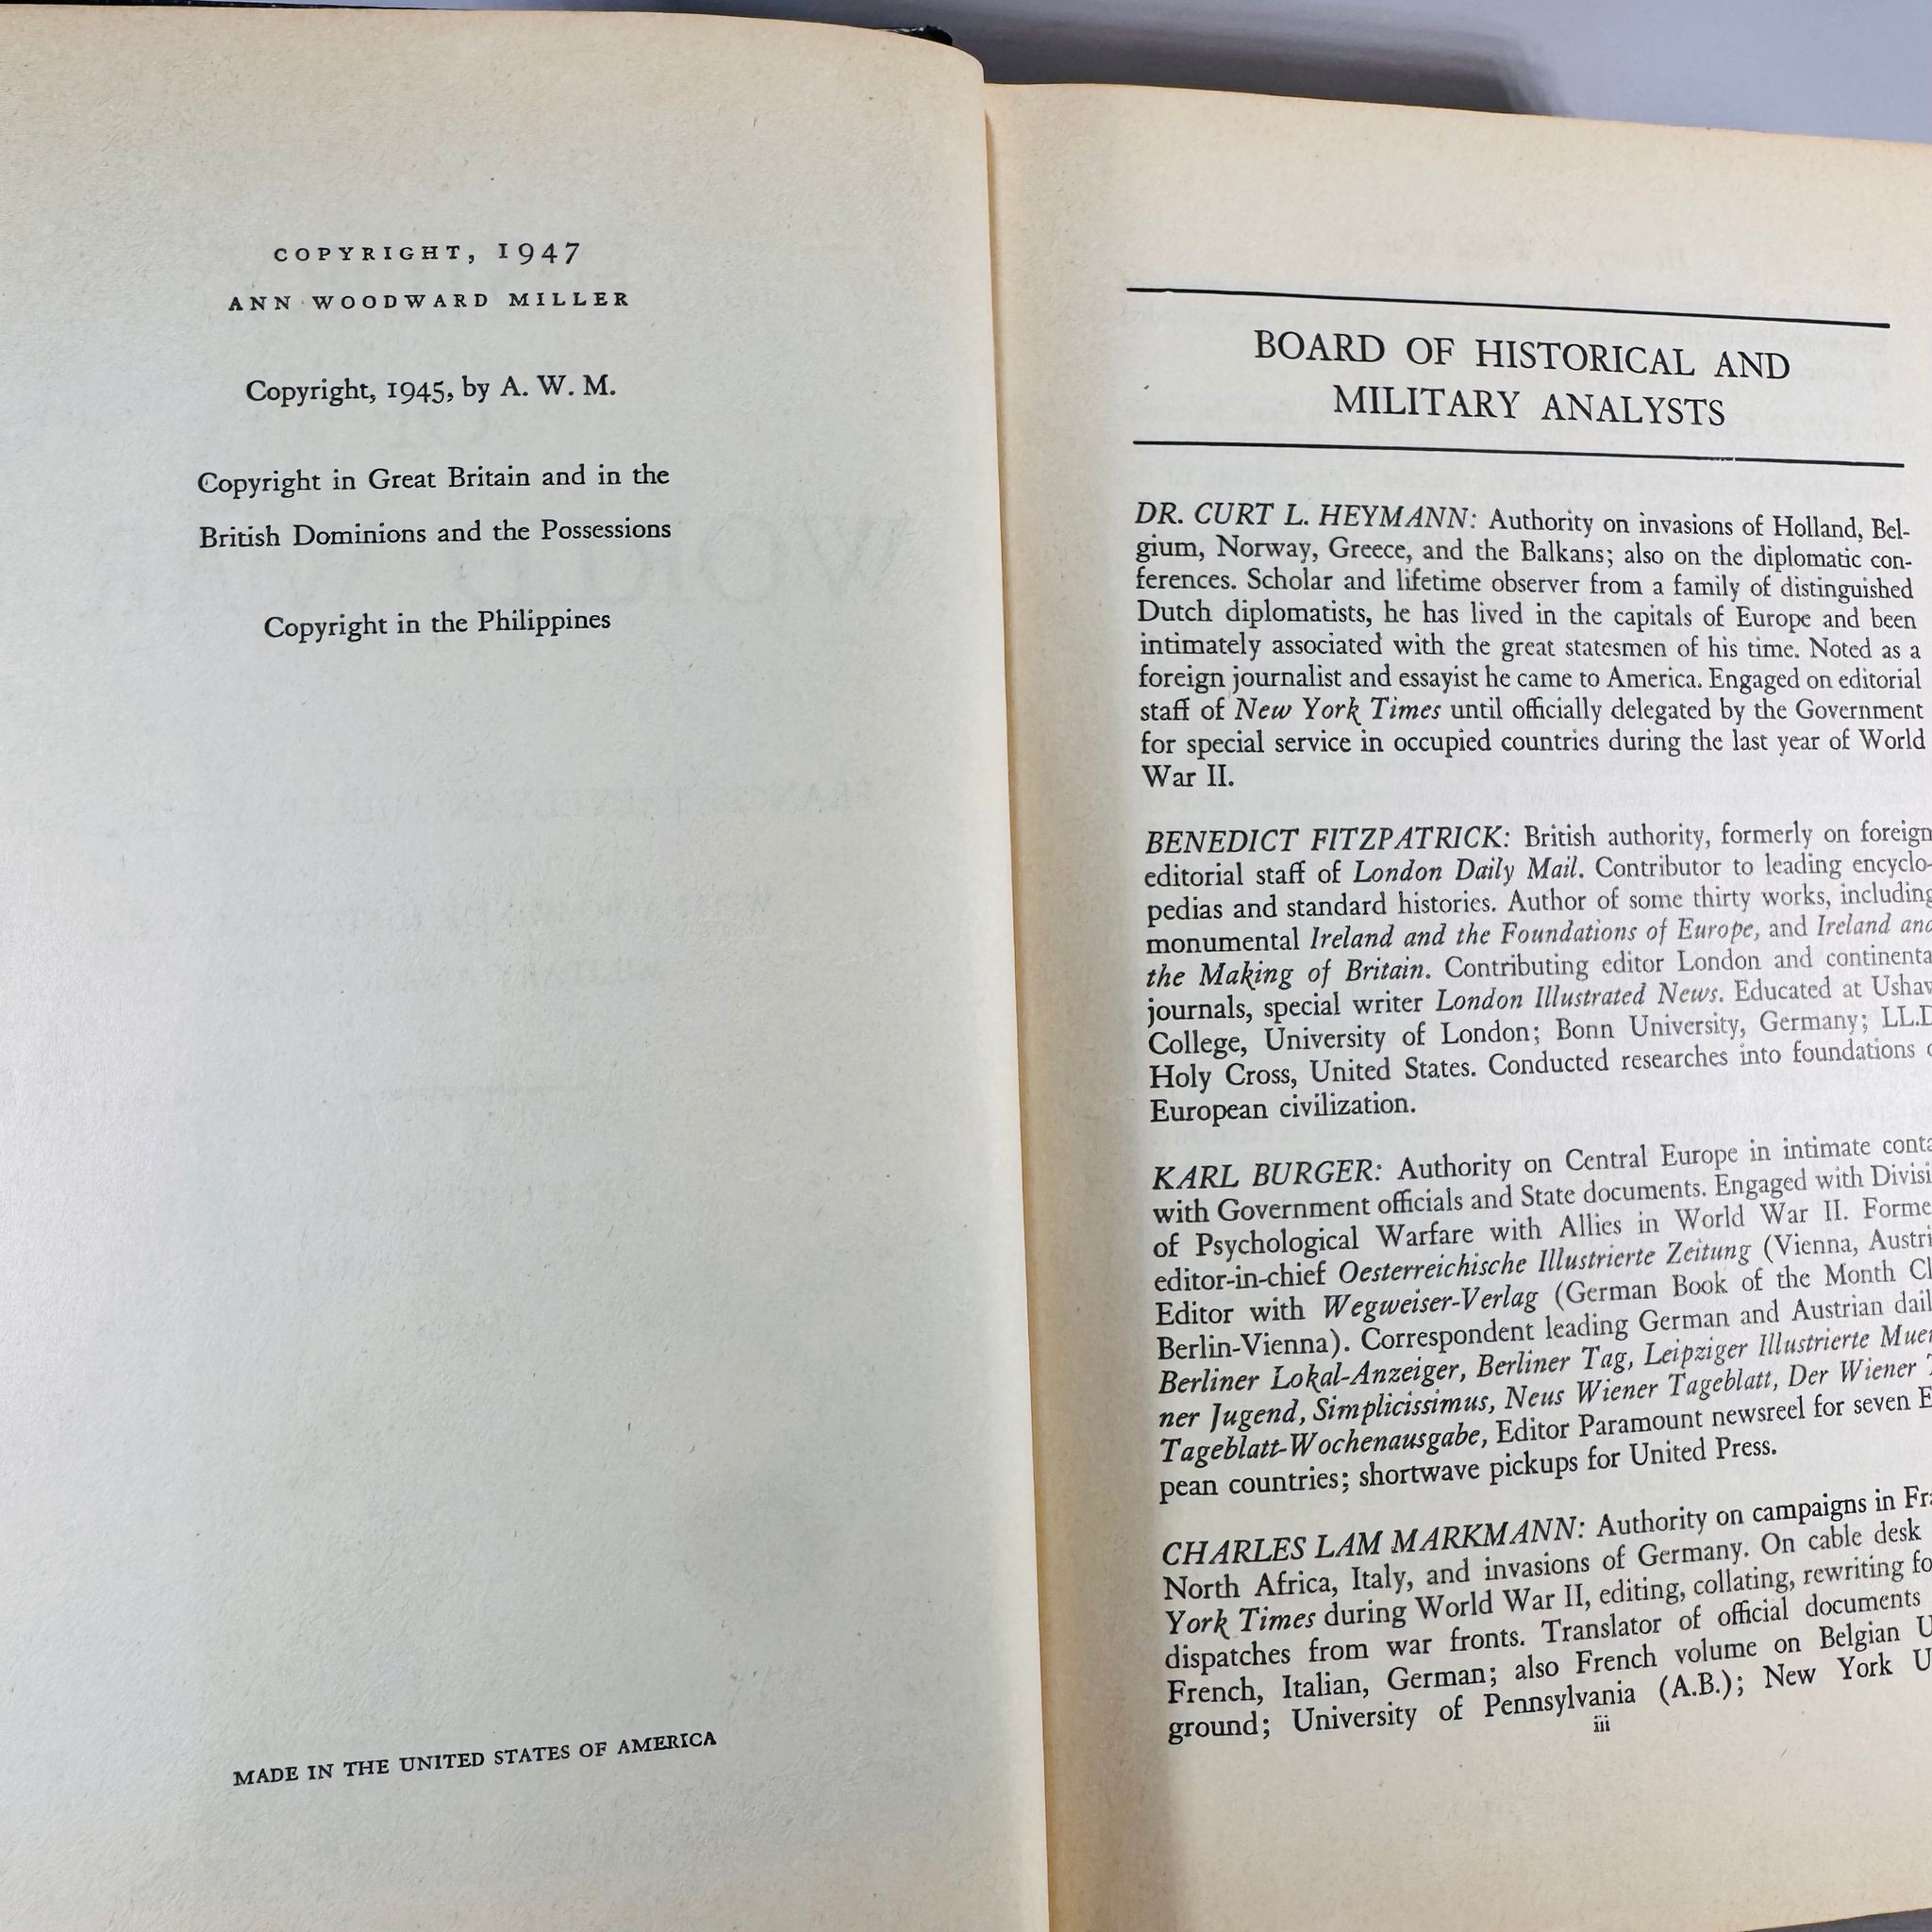 COPYRIGHT, 1947
ANN WOODWARD MILLER
Copyright, 1945, by A. W. M.
Copyright in Great Britain and in the
British Dominions and the Possessions
Copyright in the Philippines
MADE IN THE UNITED STATES OF AMERICA
BOARD OF HISTORICAL AND
MILITARY ANALYSTS
DR. CURT L. HEYMANN: Authority on invasions of Holland, Bel-
gium, Norway, Greece, and the Balkans; also on the diplomatic con-
ferences. Scholar and lifetime observer from a family of distinguished
Dutch diplomatists, he has lived in the capitals of Europe and been
intimately associated with the great statesmen of his time. Noted as a
foreign journalist and essayist he came to America. Engaged on editorial
staff of New York Times until officially delegated by the Government
for special service in occupied countries during the last year of World
War II.
BENEDICT FITZPATRICK: British authority, formerly on foreign
editorial staff of London Daily Mail. Contributor to leading encyclo-
pedias and standard histories. Author of some thirty works, including
monumental Ireland and the Foundations of Europe, and Ireland and
the Making of Britain. Contributing editor London and
journals, special writer London Illustrated News. Educated at
College, University of London; Bonn University, Germany;
Holy Cross, United States. Conducted researches into foundations
European civilization.
KARL BURGER: Authority on Central Europe in intimate
with Government officials and State documents. Engaged with
of Psychological Warfare with Allies in World War II.
editor-in-chief Oesterreichische Illustrierte Zeitung (Vienna,
Editor with Wegweiser-Verlag (German Book of the Month
Berlin-Vienna). Correspondent leading German and Austrian
Berliner Lokal-Anzeiger, Berliner Tag, Leipziger Illustrierte
ner Jugend, Simplicissimus, Neus Wiener Tageblatt, Der Wiener
Tageblatt-Wochenausgabe, Editor Paramount newsreel for seven
pean countries; shortwave pickups for United Press.
CHARLES LAM MARKMANN: Authority on campaigns in
North Africa, Italy, and invasions of Germany. On cable desk
York Times during World War II, editing, collating, rewriting
dispatches from war fronts. Translator of official documents
French, Italian, German; also French volume on Belgian
ground; University of Pennsylvania (A.B.); New York
iii